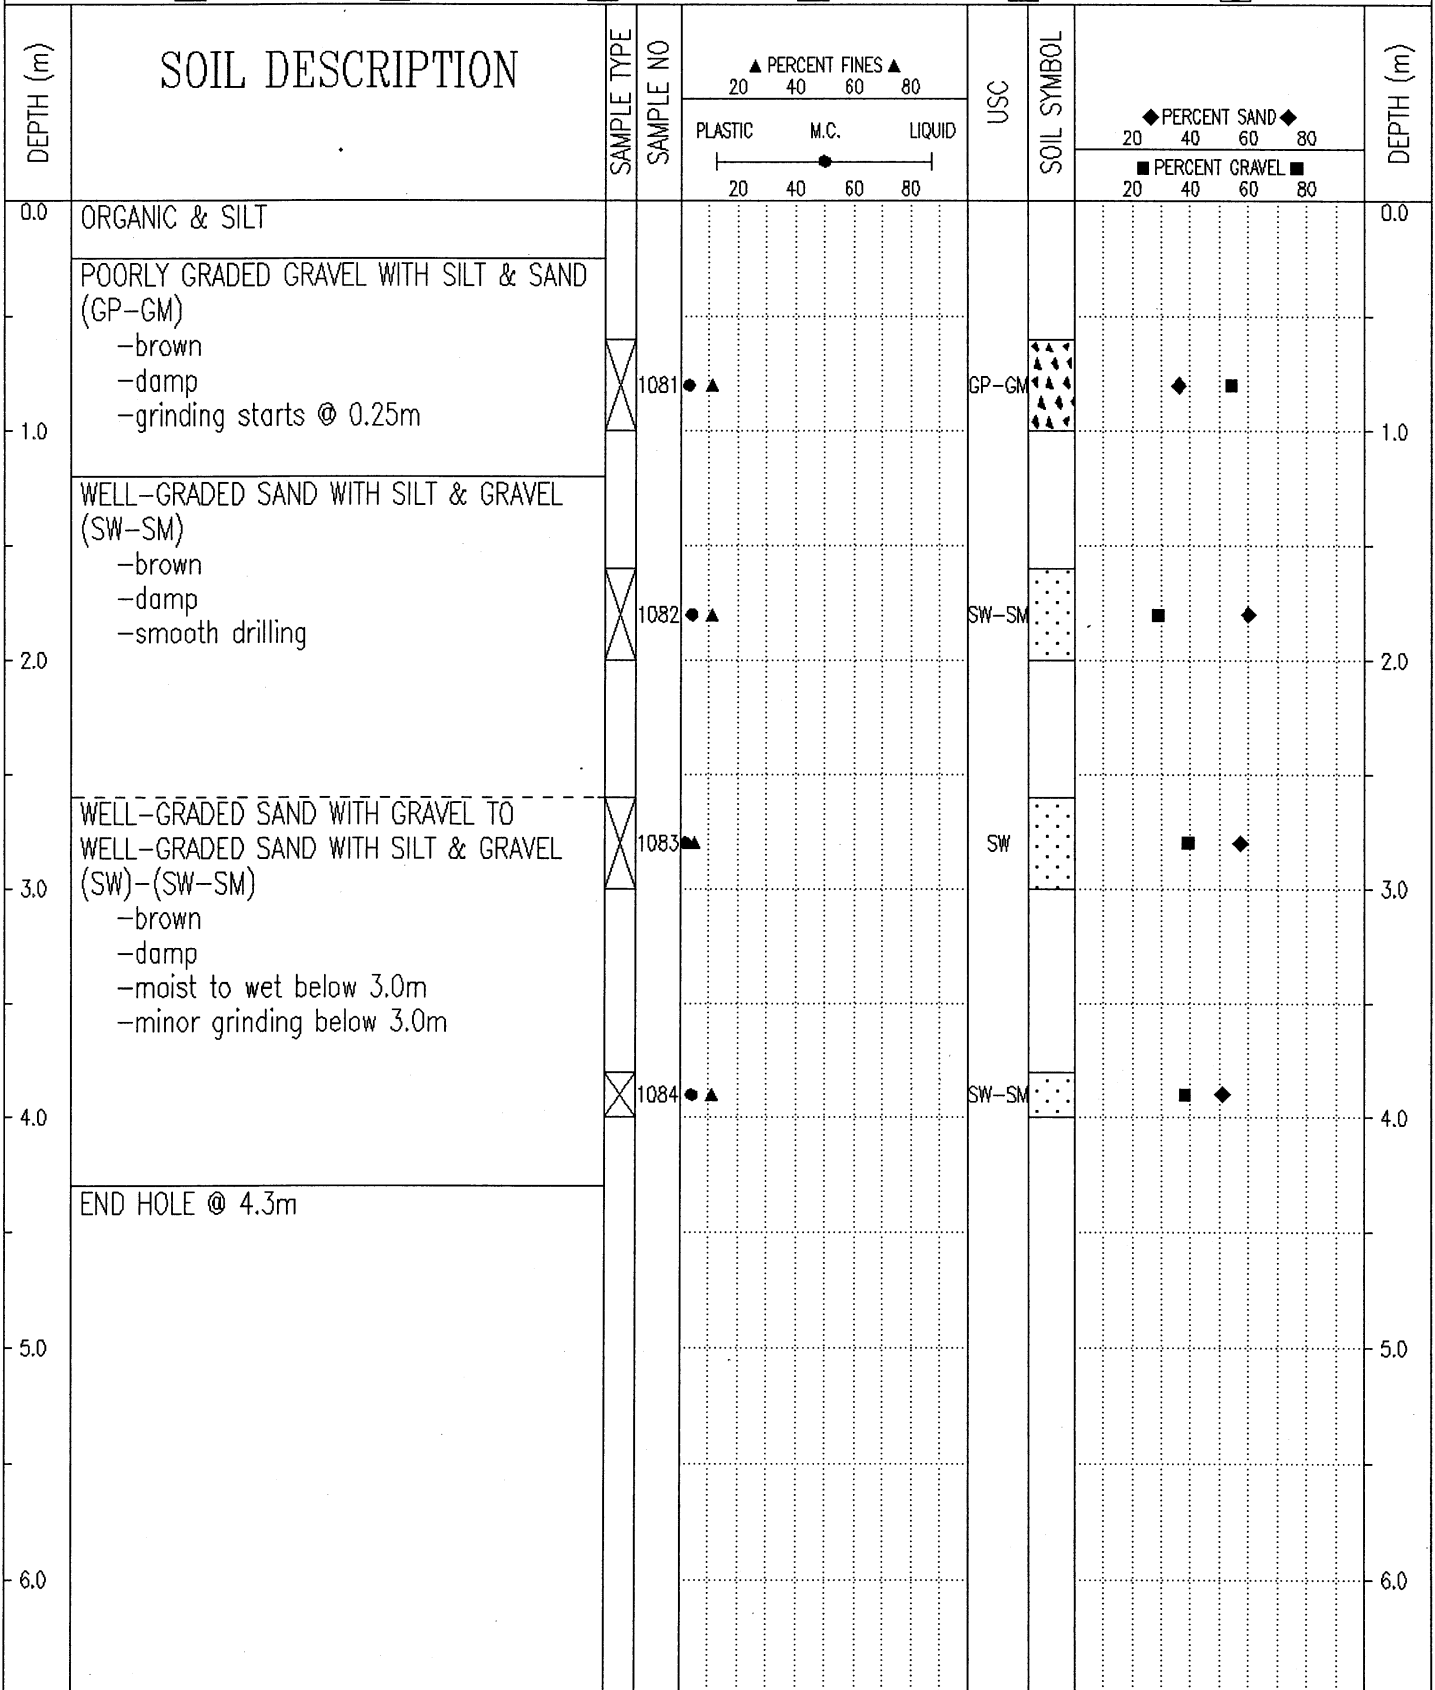 DEPTH (m)
SOIL DESCRIPTION
SAMPLE TYPE
SAMPLE NO
▲ PERCENT FINES ▲
20 40 60 80
PLASTIC M.C. LIQUID
20 40 60 80
USC
SOIL SYMBOL
◆PERCENT SAND◆
20 40 60 80
■PERCENT GRAVEL■
20 40 60 80
DEPTH (m)
0.0
ORGANIC & SILT
0.0
POORLY GRADED GRAVEL WITH SILT & SAND
(GP-GM)
-brown
-damp
1081
GP-GM
-grinding starts @ 0.25m
1.0
1.0
WELL-GRADED SAND WITH SILT & GRAVEL
(SW-SM)
-brown
-damp
1082
SW-SM
-smooth drilling
2.0
2.0
WELL-GRADED SAND WITH GRAVEL TO
WELL-GRADED SAND WITH SILT & GRAVEL
1083
SW
(SW)-(SW-SM)
3.0
3.0
-brown
-damp
-moist to wet below 3.0m
-minor grinding below 3.0m
1084
SW-SM
4.0
4.0
END HOLE @ 4.3m
5.0
5.0
6.0
6.0